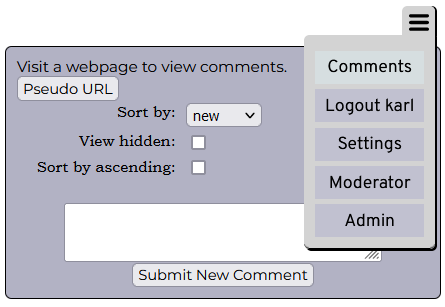 Visit a webpage to view comments.
Pseudo URL
Sort by: new
View hidden:
Sort by ascending:
Submit New Comment
Comments
Logout karl
Settings
Moderator
Admin